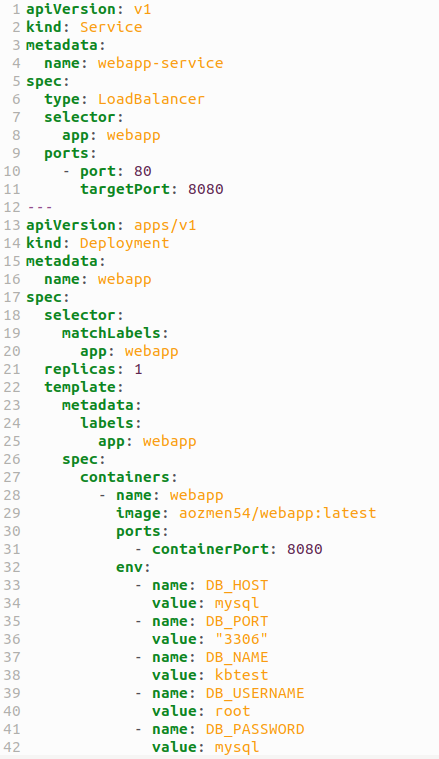 1 apiVersion: v1
2 kind: Service
3 metadata:
4   name: webapp-service
5 spec:
6   type: LoadBalancer
7   selector:
8     app: webapp
9   ports:
10     - port: 80
11       targetPort: 8080
12 ---
13 apiVersion: apps/v1
14 kind: Deployment
15 metadata:
16   name: webapp
17 spec:
18   selector:
19     matchLabels:
20       app: webapp
21   replicas: 1
22   template:
23     metadata:
24       labels:
25         app: webapp
26     spec:
27       containers:
28         - name: webapp
29           image: aozmen54/webapp:latest
30           ports:
31             - containerPort: 8080
32           env:
33             - name: DB_HOST
34               value: mysql
35             - name: DB_PORT
36               value: "3306"
37             - name: DB_NAME
38               value: kbtest
39             - name: DB_USERNAME
40               value: root
41             - name: DB_PASSWORD
42               value: mysql